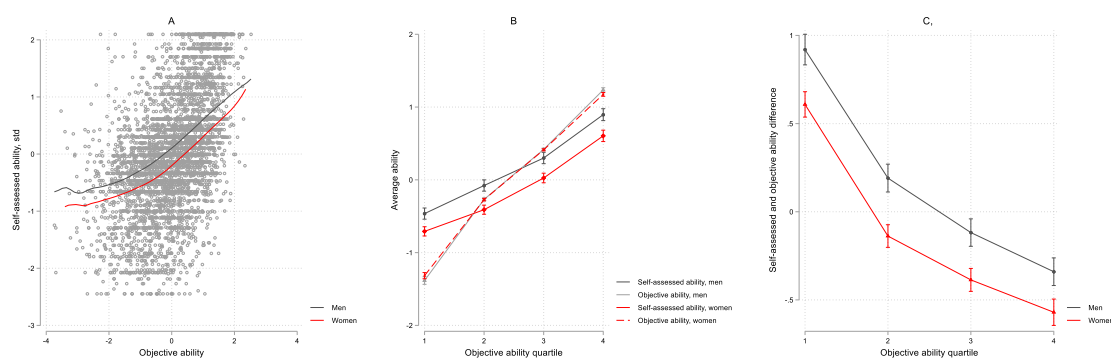 A
Self-assessed ability, std
2
1
0
-1
-2
-3
-4
-2
0
2
4
Objective ability
Men
Women
B
Average ability
2
1
0
-1
-2
1
2
3
4
Objective ability quartile
Self-assessed ability, men
Objective ability, men
Self-assessed ability, women
Objective ability, women
C,
Self-assessed and objective ability difference
1
.5
0
-.5
1
2
3
4
Objective ability quartile
Men
Women